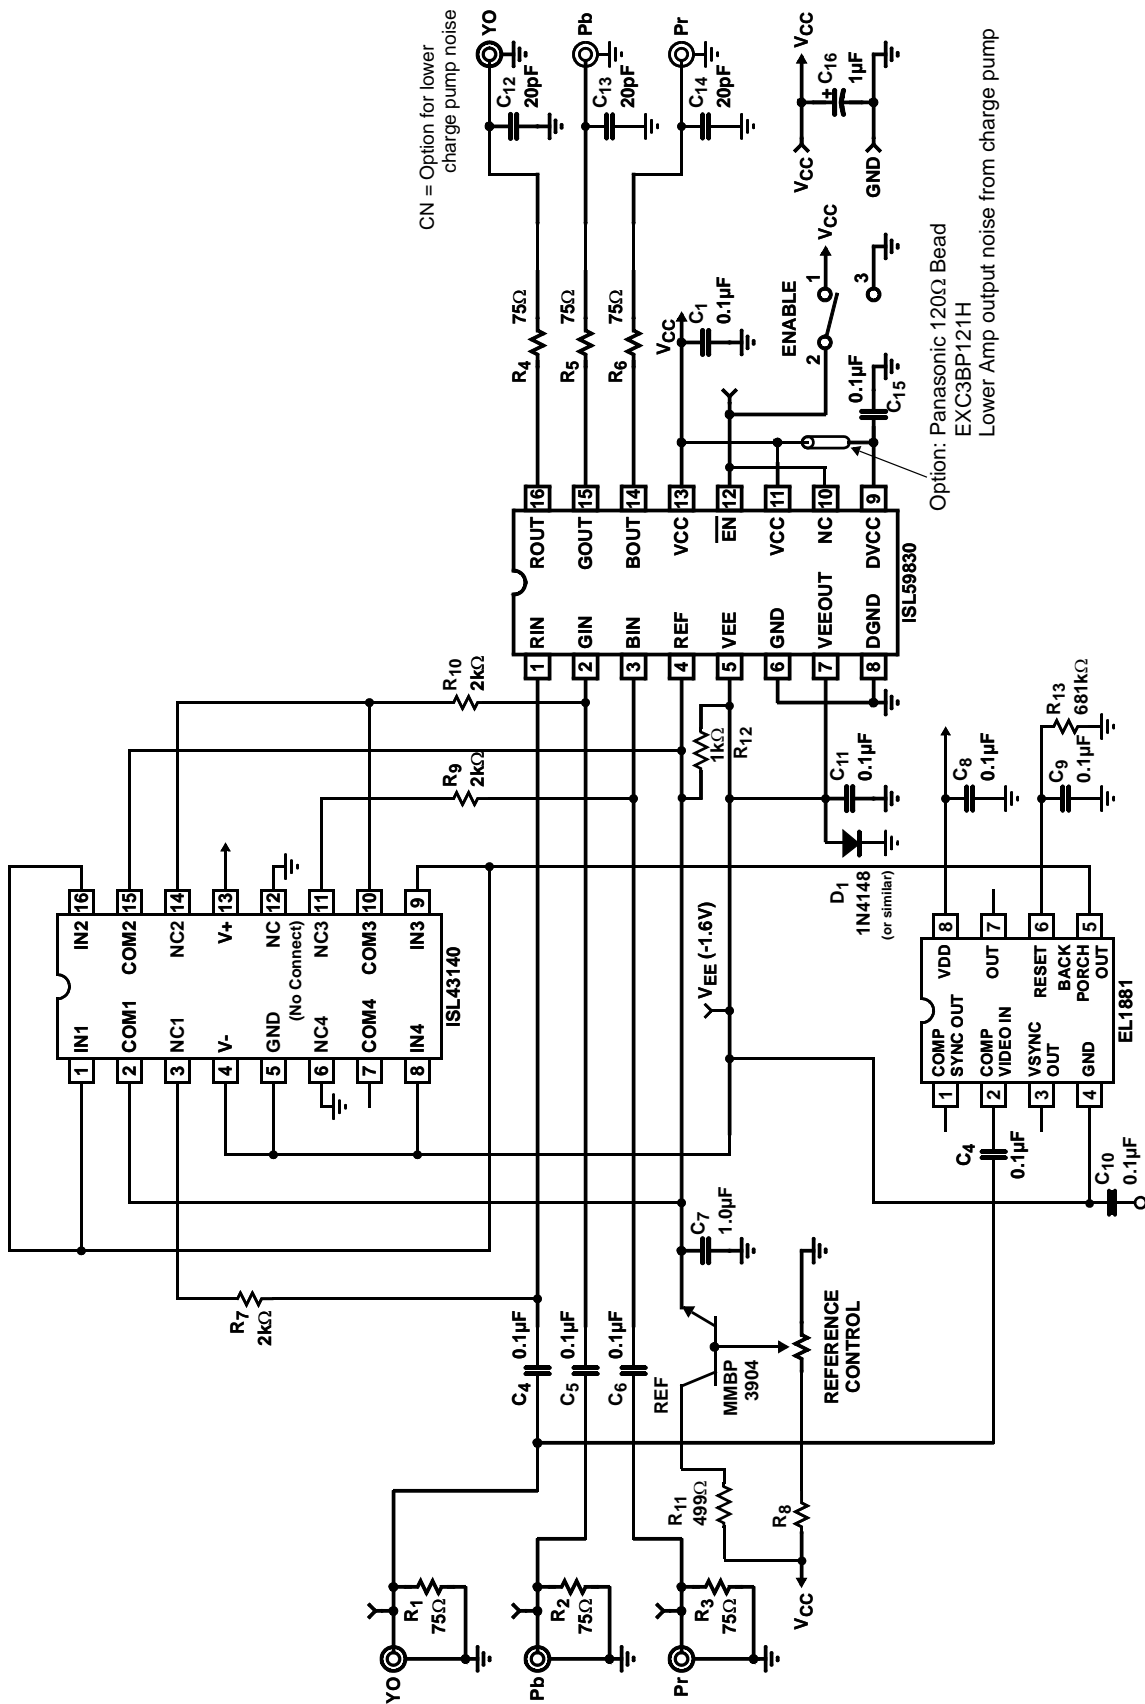 CN = Option for lower
charge pump noise
IN1
COM1
NC1
V-
GND
NC4
COM4
IN4
1
2
3
4
5
6
7
8
IN2
COM2
NC2
V+
NC
(No Connect)
NC3
COM3
IN3
16
15
14
13
12
11
10
9
ISL43140
R7
2kΩ
R9
2kΩ
R10
2kΩ
YO
R1
75Ω
Pb
R2
75Ω
Pr
R3
75Ω
C4
0.1µF
C5
0.1µF
C6
0.1µF
REF
R11
499Ω
MMBP
3904
R8
VCC
REFERENCE
CONTROL
C7
1.0µF
VEE (-1.6V)
1kΩ
R12
D1
1N4148
(or similar)
C11
0.1µF
1
2
3
4
5
6
7
8
RIN
GIN
BIN
REF
VEE
GND
VEEOUT
DGND
ROUT
GOUT
BOUT
VCC
EN
VCC
NC
DVCC
16
15
14
13
12
11
10
9
ISL59830
R4
75Ω
R5
75Ω
R6
75Ω
C12
20pF
YO
C13
20pF
Pb
C14
20pF
Pr
VCC
C1
0.1µF
ENABLE
1
2
3
VCC
0.1µF
C15
VCC
VCC
C16
1µF
+
GND
Option: Panasonic 120Ω Bead
EXC3BP121H
Lower Amp output noise from charge pump
C4
0.1µF
C10
0.1µF
1
2
3
4
COMP
SYNC OUT
COMP
VIDEO IN
VSYNC
OUT
GND
VDD
OUT
RESET
BACK
PORCH
OUT
8
7
6
5
EL1881
C8
0.1µF
C9
0.1µF
R13
681kΩ